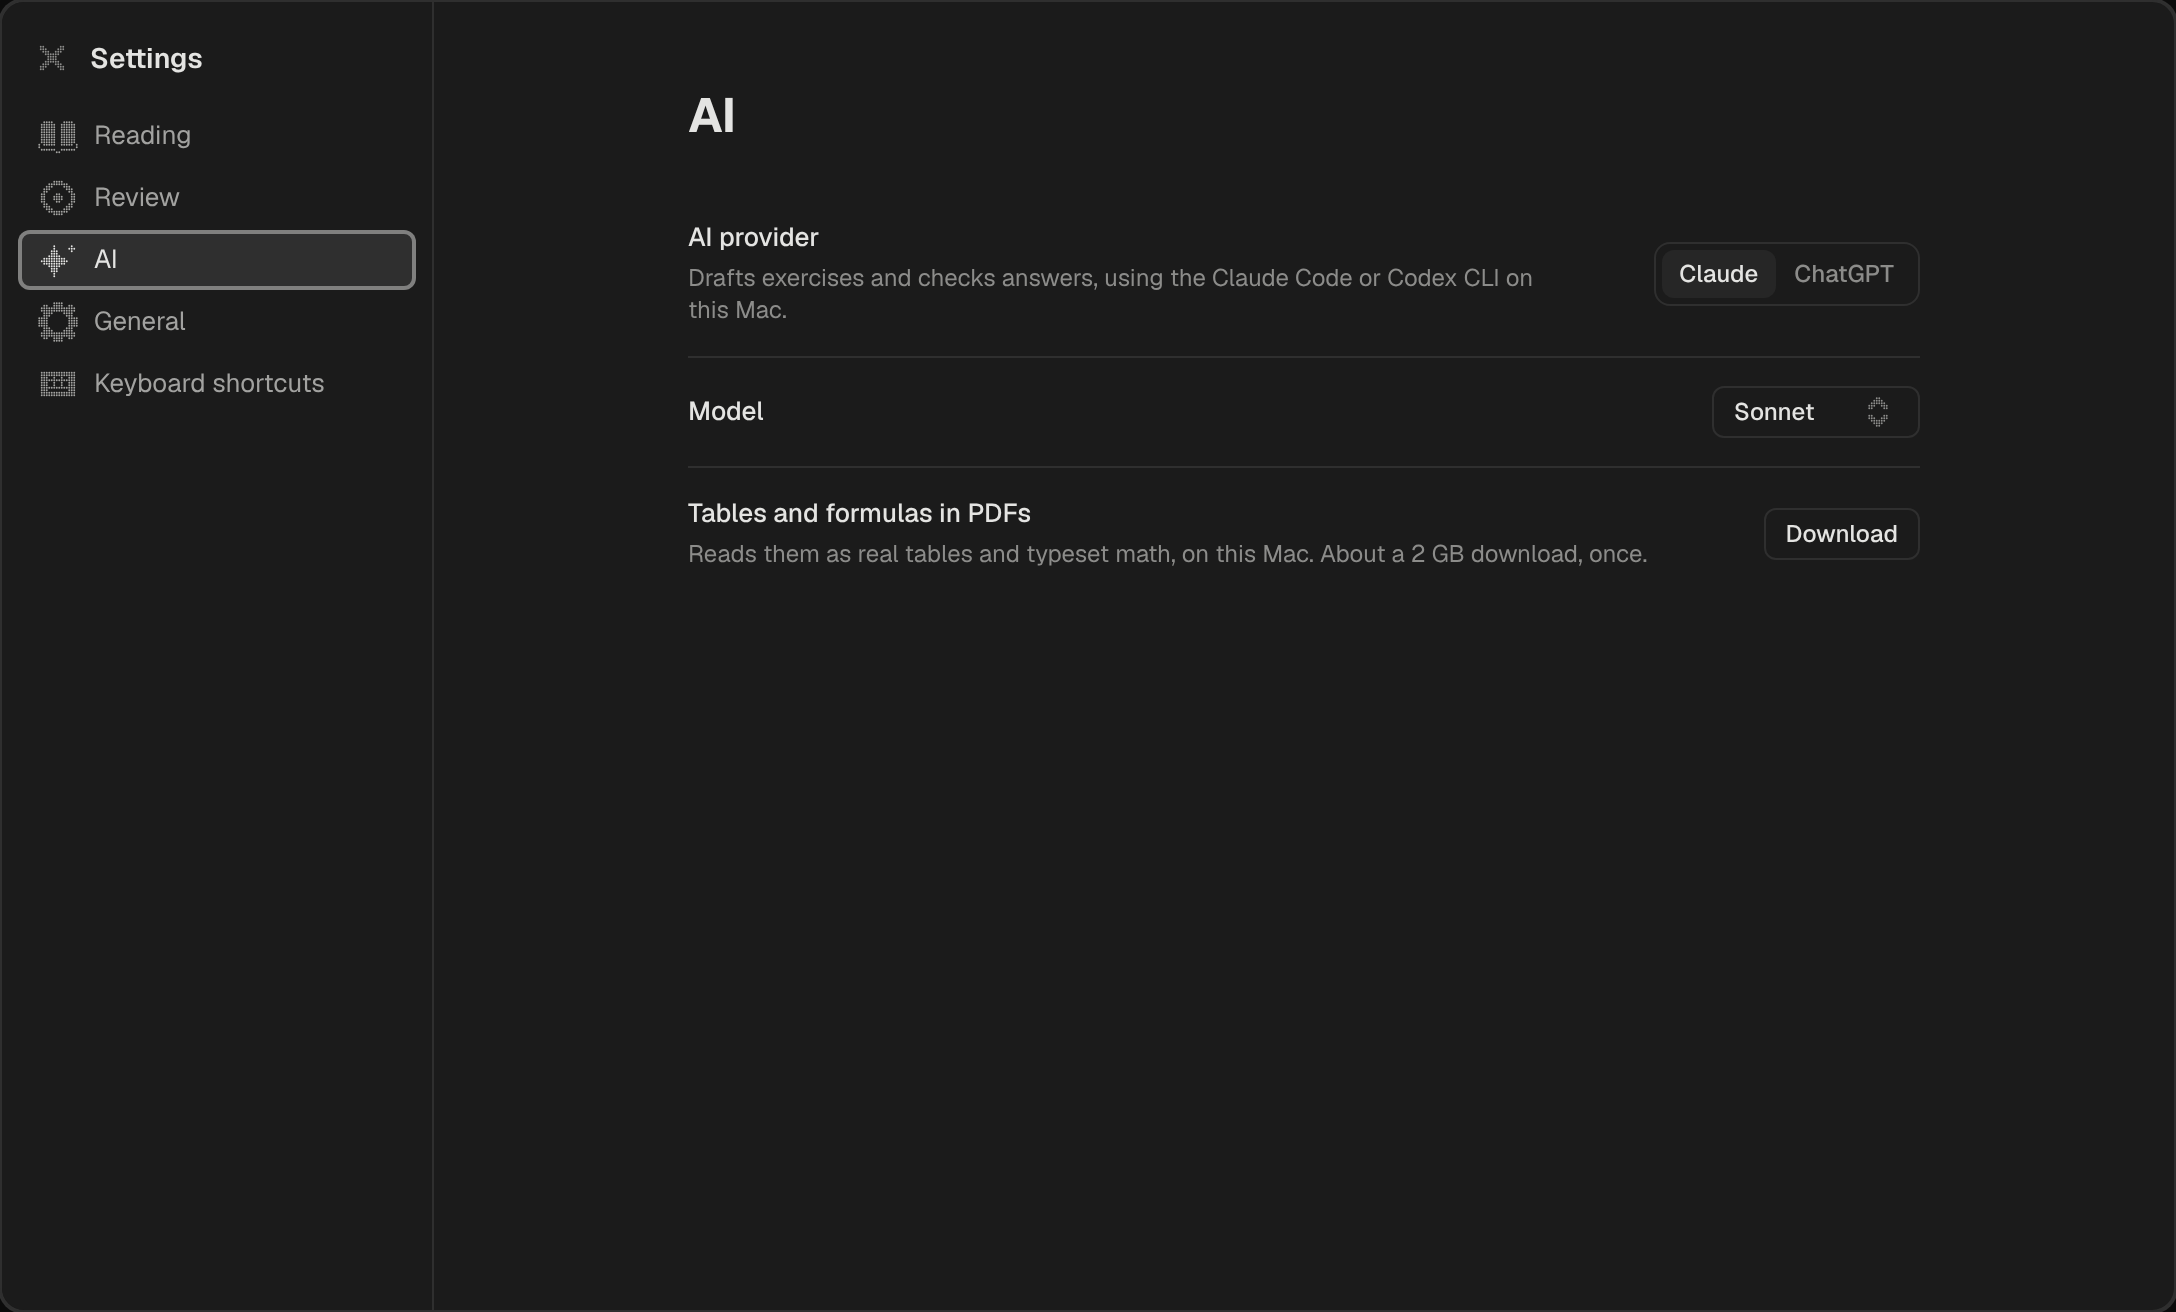 Settings
Reading
Review
AI
General
Keyboard shortcuts
AI
AI provider
Drafts exercises and checks answers, using the Claude Code or Codex CLI on
this Mac.
Claude
ChatGPT
Model
Sonnet
Tables and formulas in PDFs
Reads them as real tables and typeset math, on this Mac. About a 2 GB download, once.
Download